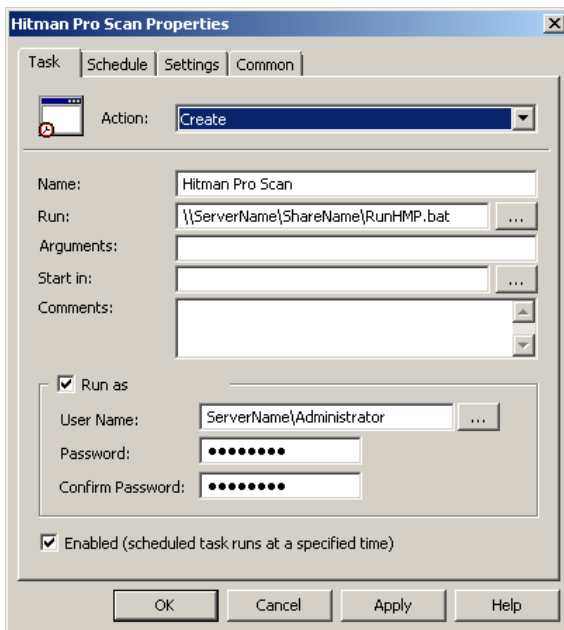 Hitman Pro Scan Properties
Task Schedule Settings Common
Action: Create
Name: Hitman Pro Scan
Run: \\ServerName\ShareName\RunHMP.bat ...
Arguments:
Start in: ...
Comments:
Run as
User Name: ServerName\Administrator ...
Password: ●●●●●●●●
Confirm Password: ●●●●●●●●
Enabled (scheduled task runs at a specified time)
OK Cancel Apply Help